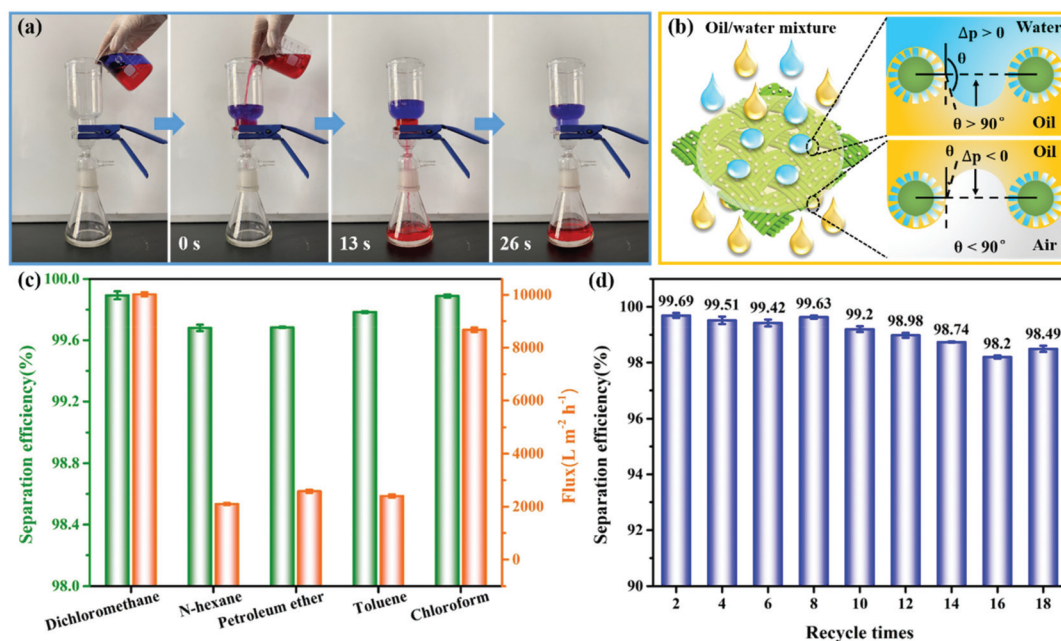 (a)
0 s
13 s
26 s
(b)
Oil/water mixture
Δp > 0
Water
θ
θ > 90°
Oil
Oil
θ
Δp < 0
θ < 90°
Air
(c)
100.0
99.6
99.2
98.8
98.4
98.0
Separation efficiency(%)
10000
8000
6000
4000
2000
0
Flux(L m⁻² h⁻¹)
Dichloromethane
N-hexane
Petroleum ether
Toluene
Chloroform
(d)
100
98
96
94
92
90
Separation efficiency(%)
99.69
99.51
99.42
99.63
99.2
98.98
98.74
98.2
98.49
2 4 6 8 10 12 14 16 18
Recycle times